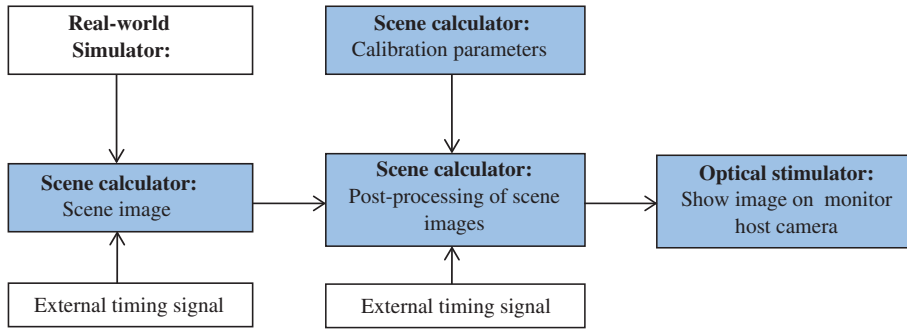 Real-world
Simulator:
Scene calculator:
Calibration parameters
Scene calculator:
Scene image
Scene calculator:
Post-processing of scene
images
Optical stimulator:
Show image on monitor
host camera
External timing signal
External timing signal